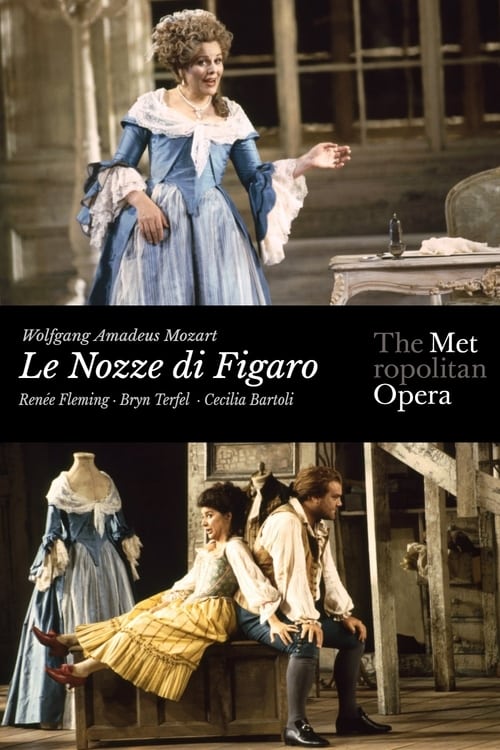 Wolfgang Amadeus Mozart
Le Nozze di Figaro
Renée Fleming · Bryn Terfel · Cecilia Bartoli
The Met
ropolitan
Opera